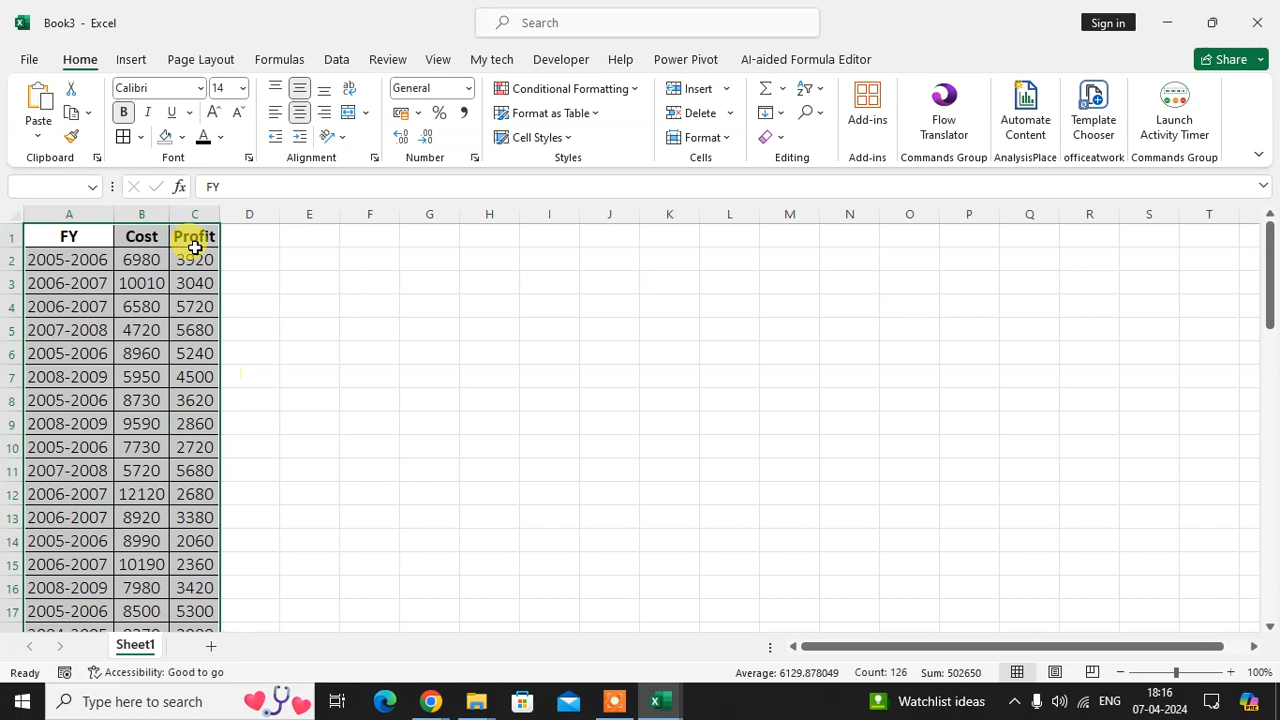 Book3 - Excel
Search
Sign in
File Home Insert Page Layout Formulas Data Review View My tech Developer Help Power Pivot AI-aided Formula Editor
Share
Paste
Clipboard
Calibri 14
B I U
Font
Alignment
General
Number
Conditional Formatting
Format as Table
Cell Styles
Styles
Insert
Delete
Format
Cells
Editing
Add-ins
Add-ins
Flow Translator
Commands Group
Automate Content
AnalysisPlace
Template Chooser
officeatwork
Launch Activity Timer
Commands Group
FY
A B C D E F G H I J K L M N O P Q R S T
1 FY Cost Profit
2 2005-2006 6980 3920
3 2006-2007 10010 3040
4 2006-2007 6580 5720
5 2007-2008 4720 5680
6 2005-2006 8960 5240
7 2008-2009 5950 4500
8 2005-2006 8730 3620
9 2008-2009 9590 2860
10 2005-2006 7730 2720
11 2007-2008 5720 5680
12 2006-2007 12120 2680
13 2006-2007 8920 3380
14 2005-2006 8990 2060
15 2006-2007 10190 2360
16 2008-2009 7980 3420
17 2005-2006 8500 5300
Sheet1
Ready Accessibility: Good to go Average: 6129.878049 Count: 126 Sum: 502650 100%
Type here to search Watchlist ideas ENG 18:16
07-04-2024